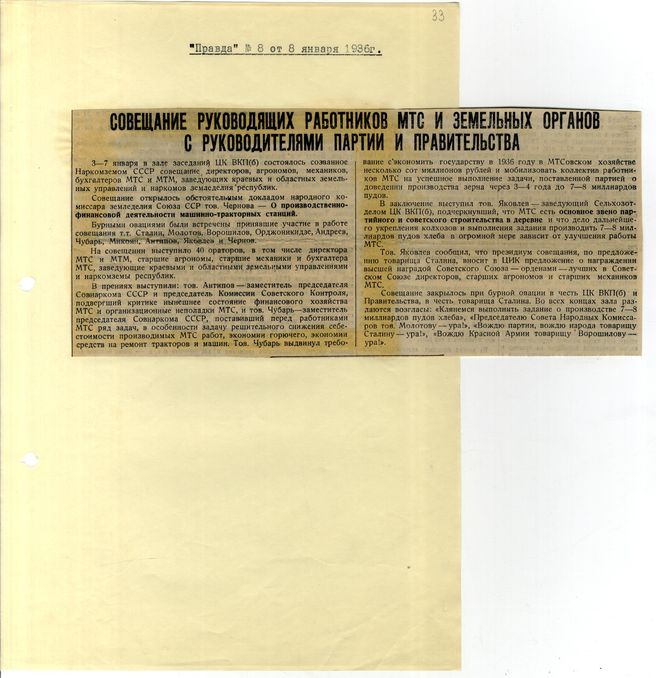 33
"Правда" № 8 от 8 января 1936г.
СОВЕЩАНИЕ РУКОВОДЯЩИХ РАБОТНИКОВ МТС И ЗЕМЕЛЬНЫХ ОРГАНОВ
С РУКОВОДИТЕЛЯМИ ПАРТИИ И ПРАВИТЕЛЬСТВА
3—7 января в зале заседаний ЦК ВКП(б) состоялось созванное
Наркомземом СССР совещание директоров, агрономов, механиков,
бухгалтеров МТС и МТМ, заведующих краевых и областных земель-
ных управлений и наркомов земледелия республик.
Совещание открылось обстоятельным докладом народного ко-
миссара земледелия Союза ССР тов. Чернова — О производственно-
финансовой деятельности машинно-тракторных станций.
Бурными овациями были встречены принявшие участие в работе
совещания т.т. Сталин, Молотов, Ворошилов, Орджоникидзе, Андреев,
Чубарь, Микоян, Антипов, Яковлев и Чернов.
На совещании выступило 40 ораторов, в том числе директора
МТС и МТМ, старшие агрономы, старшие механики и бухгалтера
МТС, заведующие краевыми и областными земельными управлениями
и наркомземы республик.
В прениях выступили: тов. Антипов — заместитель председателя
Совнаркома СССР и председатель Комиссии Советского Контроля,
подвергший критике нынешнее состояние финансового хозяйства
МТС и организационные неполадки МТС, и тов. Чубарь — заместитель
председателя Совнаркома СССР, поставивший перед работниками
МТС ряд задач, в особенности задачу решительного снижения себе-
стоимости производимых МТС работ, экономии горючего, экономии
средств на ремонт тракторов и машин. Тов. Чубарь выдвинул требо-
вание с'экономить государству в 1936 году в МТСовском хозяйстве
несколько сот миллионов рублей и мобилизовать коллектив работни-
ков МТС на успешное выполнение задачи, поставленной партией о
доведении производства зерна через 3—4 года до 7—8 миллиардов
пудов.
В заключение выступил тов. Яковлев — заведующий Сельхозот-
делом ЦК ВКП(б), подчеркнувший, что МТС есть основное звено пар-
тийного и советского строительства в деревне и что дело дальнейше-
го укрепления колхозов и выполнения задания производить 7—8 мил-
лиардов пудов хлеба в огромной мере зависит от улучшения работы
МТС.
Тов. Яковлев сообщил, что президиум совещания, по предложе-
нию товарища Сталина, вносит в ЦИК предложение о награждении
высшей наградой Советского Союза — орденами — лучших в Совет-
ском Союзе директоров, старших агрономов и старших механиков
МТС.
Совещание закрылось при бурной овации в честь ЦК ВКП(б) и
Правительства, в честь товарища Сталина. Во всех концах зала раз-
даются возгласы: «Клянемся выполнить задание о производстве 7—8
миллиардов пудов хлеба», «Председателю Совета Народных Комисса-
ров тов. Молотову — ура!», «Вождю партии, вождю народа товарищу
Сталину — ура!», «Вождю Красной Армии товарищу Ворошилову —
ура!».